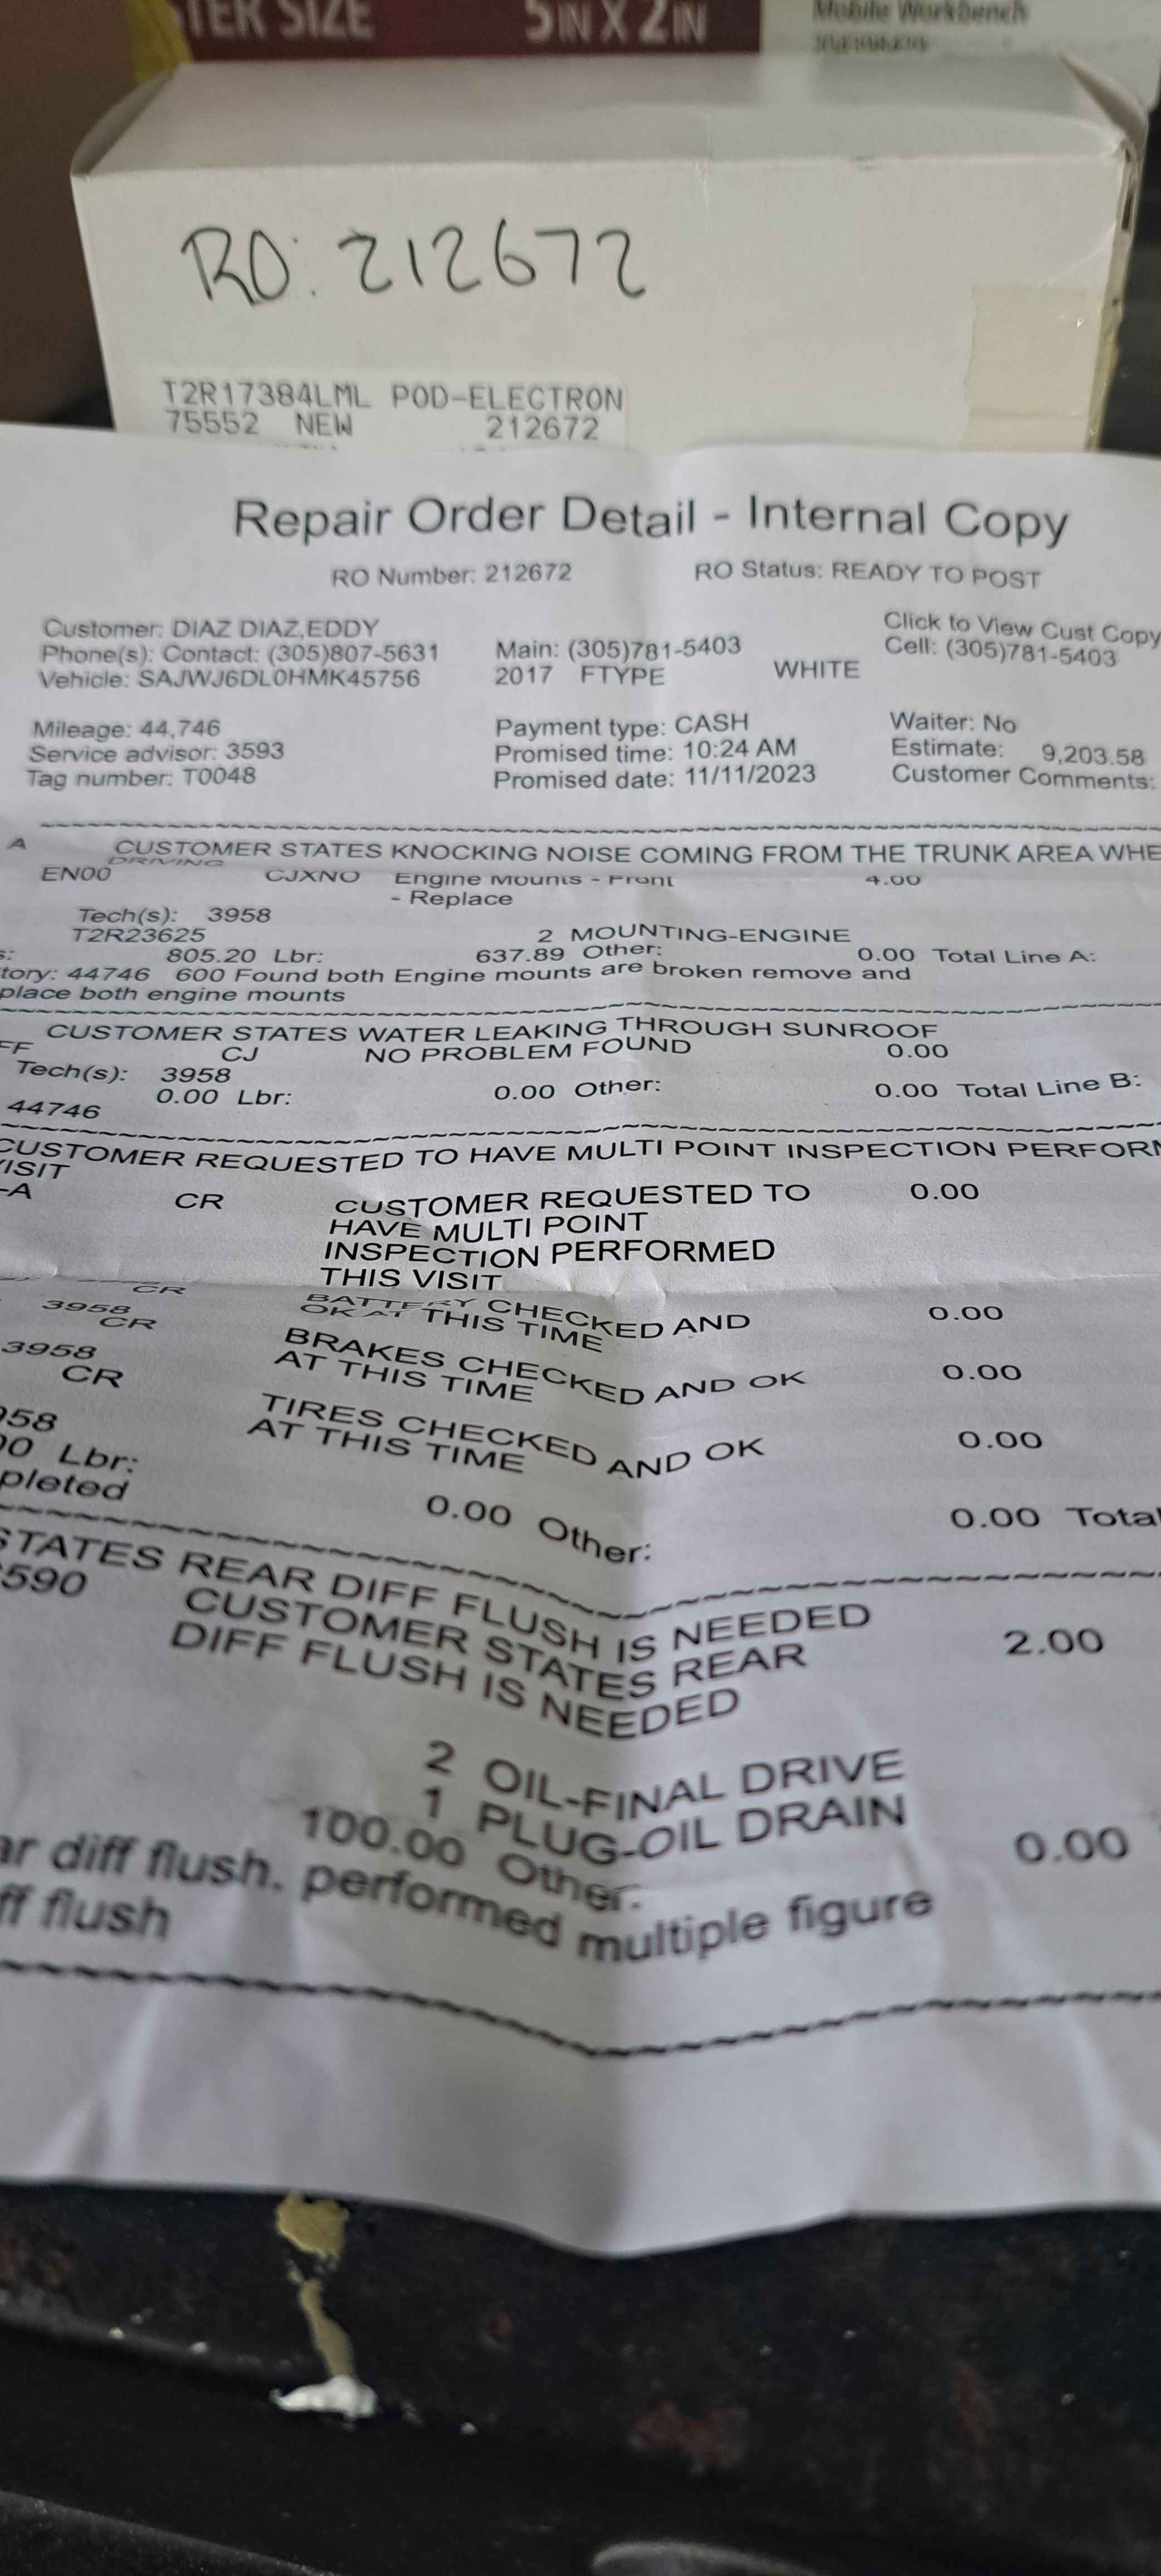 TER SIZE 5 IN X 2 IN Mobile Workbench
RO: 212672
T2R17384LML POD-ELECTRON
75552 NEW 212672
Repair Order Detail - Internal Copy
RO Number: 212672 RO Status: READY TO POST
Click to View Cust Copy
Customer: DIAZ DIAZ,EDDY
Phone(s): Contact: (305)807-5631 Main: (305)781-5403 Cell: (305)781-5403
Vehicle: SAJWJ6DL0HMK45756 2017 FTYPE WHITE
Mileage: 44,746 Payment type: CASH Waiter: No
Service advisor: 3593 Promised time: 10:24 AM Estimate: 9,203.58
Tag number: T0048 Promised date: 11/11/2023 Customer Comments:
A CUSTOMER STATES KNOCKING NOISE COMING FROM THE TRUNK AREA WHE
DRIVING
EN00 CJXNO Engine Mounts - Front 4.00
- Replace
Tech(s): 3958
T2R23625 2 MOUNTING-ENGINE
s: 805.20 Lbr: 637.89 Other: 0.00 Total Line A:
tory: 44746 600 Found both Engine mounts are broken remove and
place both engine mounts
CUSTOMER STATES WATER LEAKING THROUGH SUNROOF
FF CJ NO PROBLEM FOUND 0.00
Tech(s): 3958
0.00 Lbr: 0.00 Other: 0.00 Total Line B:
44746
CUSTOMER REQUESTED TO HAVE MULTI POINT INSPECTION PERFORM
VISIT
-A CR CUSTOMER REQUESTED TO 0.00
HAVE MULTI POINT
INSPECTION PERFORMED
THIS VISIT
CR BATTERY CHECKED AND 0.00
OK AT THIS TIME
3958
CR BRAKES CHECKED AND OK 0.00
AT THIS TIME
3958
CR TIRES CHECKED AND OK 0.00
AT THIS TIME
958
00 Lbr: 0.00 Other: 0.00 Total
pleted
STATES REAR DIFF FLUSH IS NEEDED
590 CUSTOMER STATES REAR 2.00
DIFF FLUSH IS NEEDED
2 OIL-FINAL DRIVE
1 PLUG-OIL DRAIN
100.00 Other: 0.00
ar diff flush. performed multiple figure
ff flush